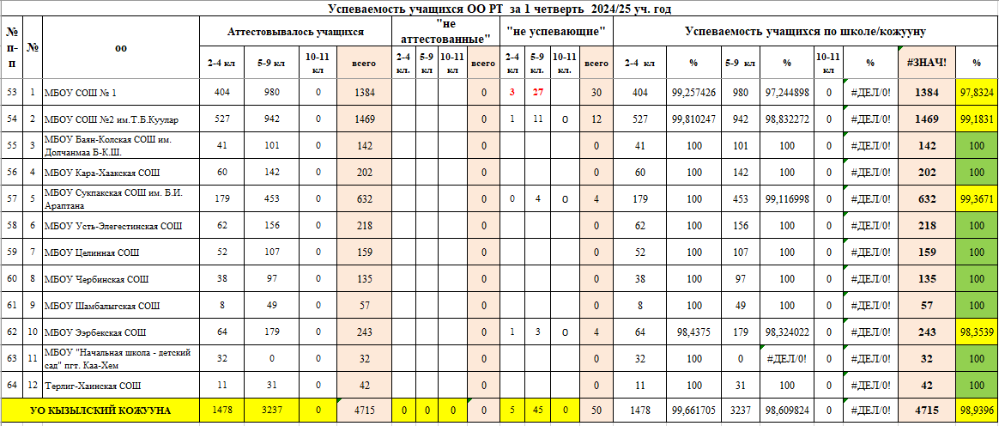 Успеваемость учащихся ОО РТ за 1 четверть 2024/25 уч. год
№ п-п № ОО Аттестовывалось учащихся "не аттестованные" "не успевающие" Успеваемость учащихся по школе/кожууну
2-4 кл 5-9 кл 10-11 кл всего 2-4 кл. 5-9 кл 10-11 кл всего 2-4 кл 5-9 кл. 10-11 кл всего 2-4 кл % 5-9 кл % 10-11 кл % #ЗНАЧ! %
53 1 МБОУ СОШ № 1 404 980 0 1384 0 3 27 30 404 99,257426 980 97,244898 0 #ДЕЛ/0! 1384 97,8324
54 2 МБОУ СОШ №2 им.Т.Б.Куулар 527 942 0 1469 0 1 11 0 12 527 99,810247 942 98,832272 0 #ДЕЛ/0! 1469 99,1831
55 3 МБОУ Баян-Колская СОШ им. Долчанмаа Б-К.Ш. 41 101 0 142 0 0 41 100 101 100 0 #ДЕЛ/0! 142 100
56 4 МБОУ Кара-Хаакская СОШ 60 142 0 202 0 0 60 100 142 100 0 #ДЕЛ/0! 202 100
57 5 МБОУ Сукпакская СОШ им. Б.И. Араптана 179 453 0 632 0 0 4 0 4 179 100 453 99,116998 0 #ДЕЛ/0! 632 99,3671
58 6 МБОУ Усть-Элегестинская СОШ 62 156 0 218 0 0 62 100 156 100 0 #ДЕЛ/0! 218 100
59 7 МБОУ Целинная СОШ 52 107 0 159 0 0 52 100 107 100 0 #ДЕЛ/0! 159 100
60 8 МБОУ Чербинская СОШ 38 97 0 135 0 0 38 100 97 100 0 #ДЕЛ/0! 135 100
61 9 МБОУ Шамбалыгская СОШ 8 49 0 57 0 0 8 100 49 100 0 #ДЕЛ/0! 57 100
62 10 МБОУ Ээрбекская СОШ 64 179 0 243 0 1 3 0 4 64 98,4375 179 98,324022 0 #ДЕЛ/0! 243 98,3539
63 11 МБОУ "Начальная школа - детский сад" пгт. Каа-Хем 32 0 0 32 0 0 32 100 0 #ДЕЛ/0! 0 #ДЕЛ/0! 32 100
64 12 Терлиг-Хаинская СОШ 11 31 0 42 0 0 11 100 31 100 0 #ДЕЛ/0! 42 100
УО КЫЗЫЛСКИЙ КОЖУУНА 1478 3237 0 4715 0 0 0 0 5 45 0 50 1478 99,661705 3237 98,609824 0 #ДЕЛ/0! 4715 98,9396